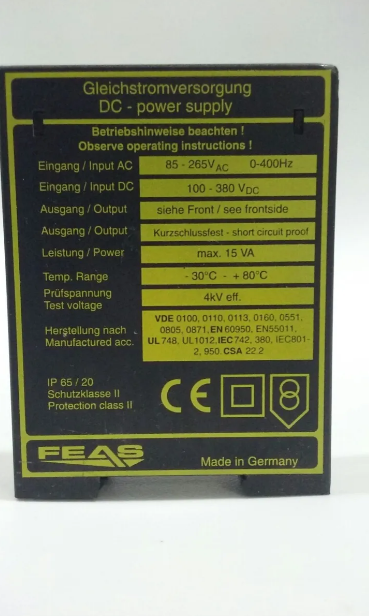 Gleichstromversorgung
DC - power supply
Betriebshinweise beachten !
Observe operating instructions !
Eingang / Input AC 85 - 265VAC 0-400Hz
Eingang / Input DC 100 - 380 VDC
Ausgang / Output siehe Front / see frontside
Ausgang / Output Kurzschlussfest - short circuit proof
Leistung / Power max. 15 VA
Temp. Range - 30°C - + 80°C
Prüfspannung
Test voltage 4kV eff.
Herstellung nach
Manufactured acc.
VDE 0100, 0110, 0113, 0160, 0551,
0805, 0871, EN 60950, EN55011,
UL 748, UL1012, IEC 742, 380, IEC801-
2, 950, CSA 22.2
IP 65 / 20
Schutzklasse II
Protection class II
CE
FEAS
Made in Germany